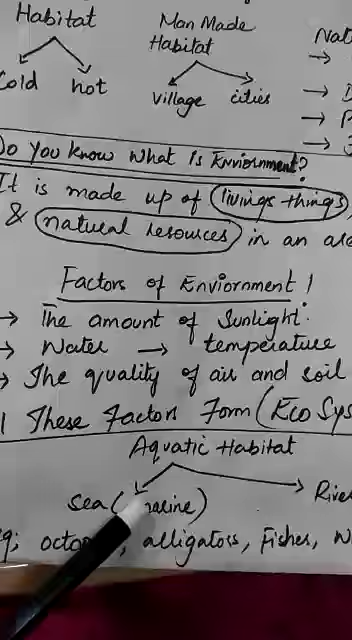 Habitat
Man Made
Habitat
Cold hot
village cities
Do You Know What Is Enviornment?
It is made up of livings things
& natural resources in an
Factors of Enviornment!
→ The amount of Sunlight.
→ Water → temperature
→ The quality of air and soil
These Factors Form (Eco Sys
Aquatic Habitat
Sea (
alligators, Fishes,